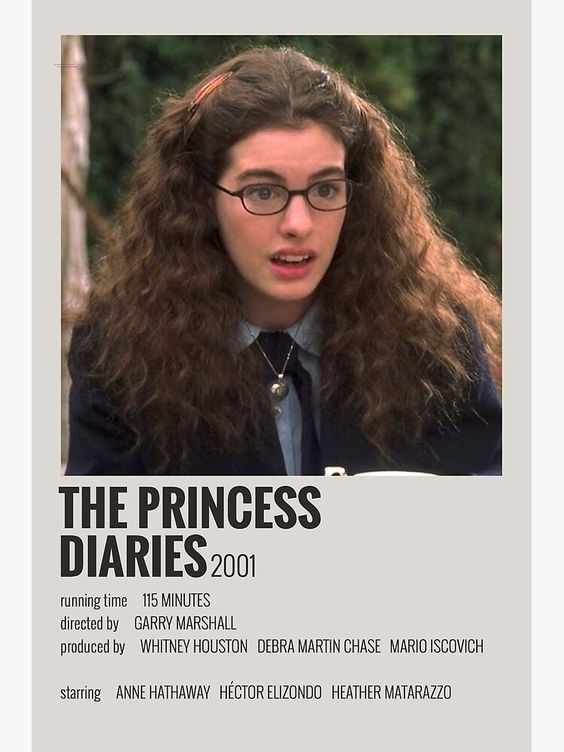 THE PRINCESS
DIARIES 2001
running time 115 MINUTES
directed by GARRY MARSHALL
produced by WHITNEY HOUSTON DEBRA MARTIN CHASE MARIO ISCOVICH
starring ANNE HATHAWAY HÉCTOR ELIZONDO HEATHER MATARAZZO